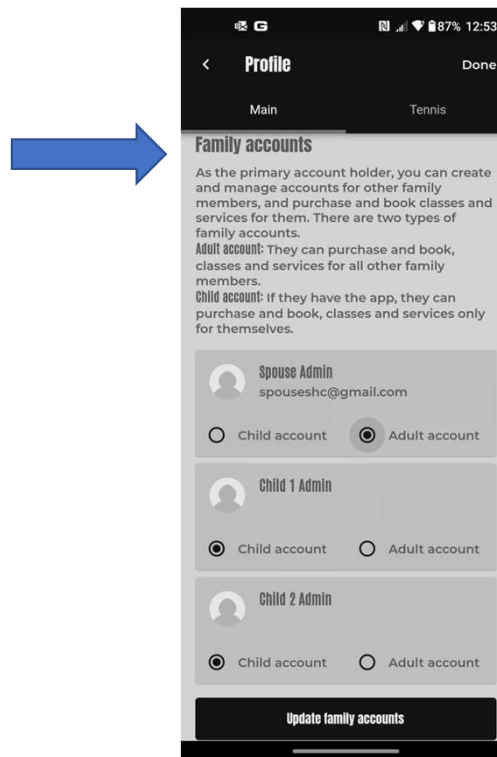 G 87% 12:53
Profile Done
Main Tennis
Family accounts
As the primary account holder, you can create
and manage accounts for other family
members, and purchase and book classes and
services for them. There are two types of
family accounts.
Adult account: They can purchase and book,
classes and services for all other family
members.
Child account: If they have the app, they can
purchase and book, classes and services only
for themselves.
Spouse Admin
spouseshc@gmail.com
Child account Adult account
Child 1 Admin
Child account Adult account
Child 2 Admin
Child account Adult account
Update family accounts